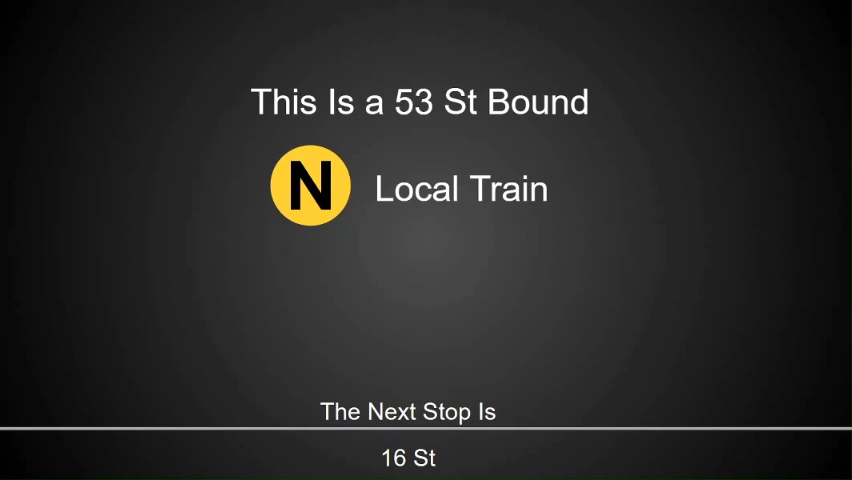 This Is a 53 St Bound
N Local Train
The Next Stop Is
16 St